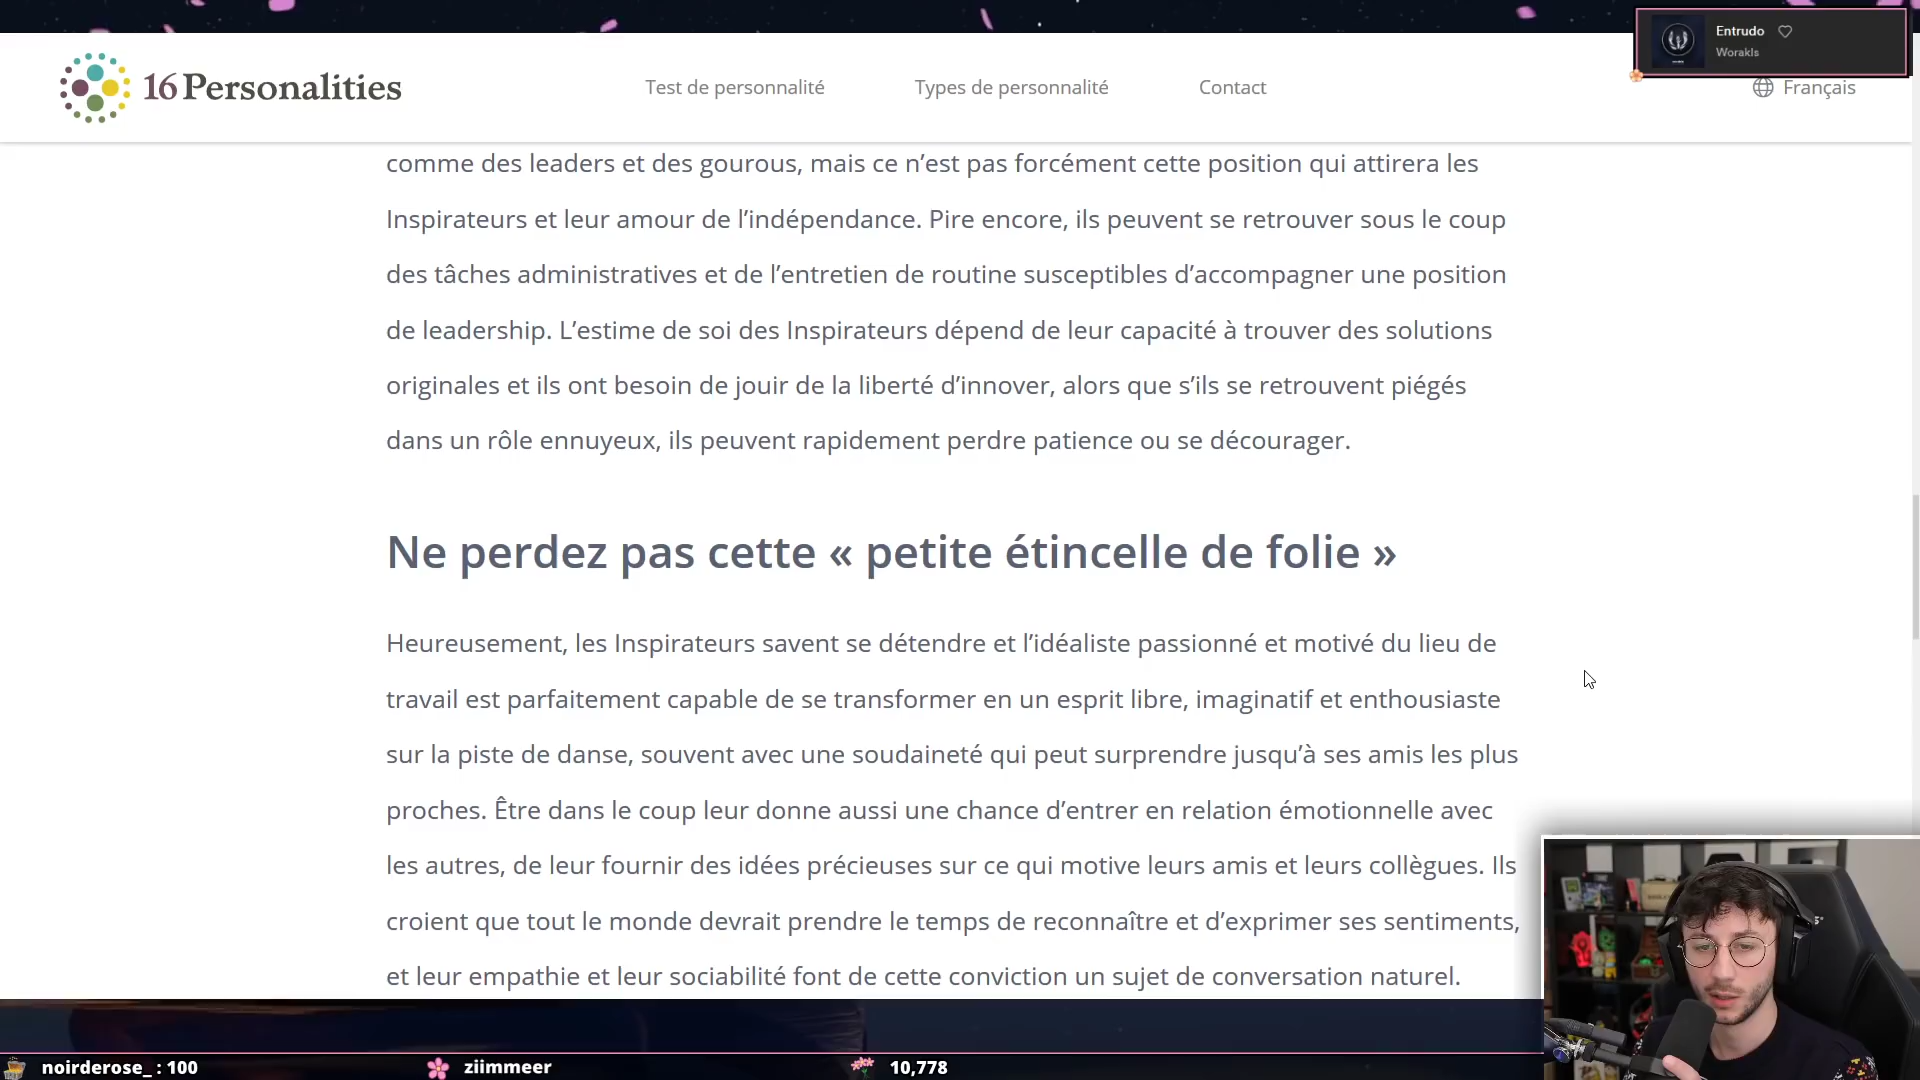 Entrudo
Worakls
16Personalities
Test de personnalité
Types de personnalité
Contact
Français
comme des leaders et des gourous, mais ce n’est pas forcément cette position qui attirera les
Inspirateurs et leur amour de l’indépendance. Pire encore, ils peuvent se retrouver sous le coup
des tâches administratives et de l’entretien de routine susceptibles d’accompagner une position
de leadership. L’estime de soi des Inspirateurs dépend de leur capacité à trouver des solutions
originales et ils ont besoin de jouir de la liberté d’innover, alors que s’ils se retrouvent piégés
dans un rôle ennuyeux, ils peuvent rapidement perdre patience ou se décourager.
Ne perdez pas cette « petite étincelle de folie »
Heureusement, les Inspirateurs savent se détendre et l’idéaliste passionné et motivé du lieu de
travail est parfaitement capable de se transformer en un esprit libre, imaginatif et enthousiaste
sur la piste de danse, souvent avec une soudaineté qui peut surprendre jusqu’à ses amis les plus
proches. Être dans le coup leur donne aussi une chance d’entrer en relation émotionnelle avec
les autres, de leur fournir des idées précieuses sur ce qui motive leurs amis et leurs collègues. Ils
croient que tout le monde devrait prendre le temps de reconnaître et d’exprimer ses sentiments,
et leur empathie et leur sociabilité font de cette conviction un sujet de conversation naturel.
noirderose_ : 100
ziimmeer
10,778